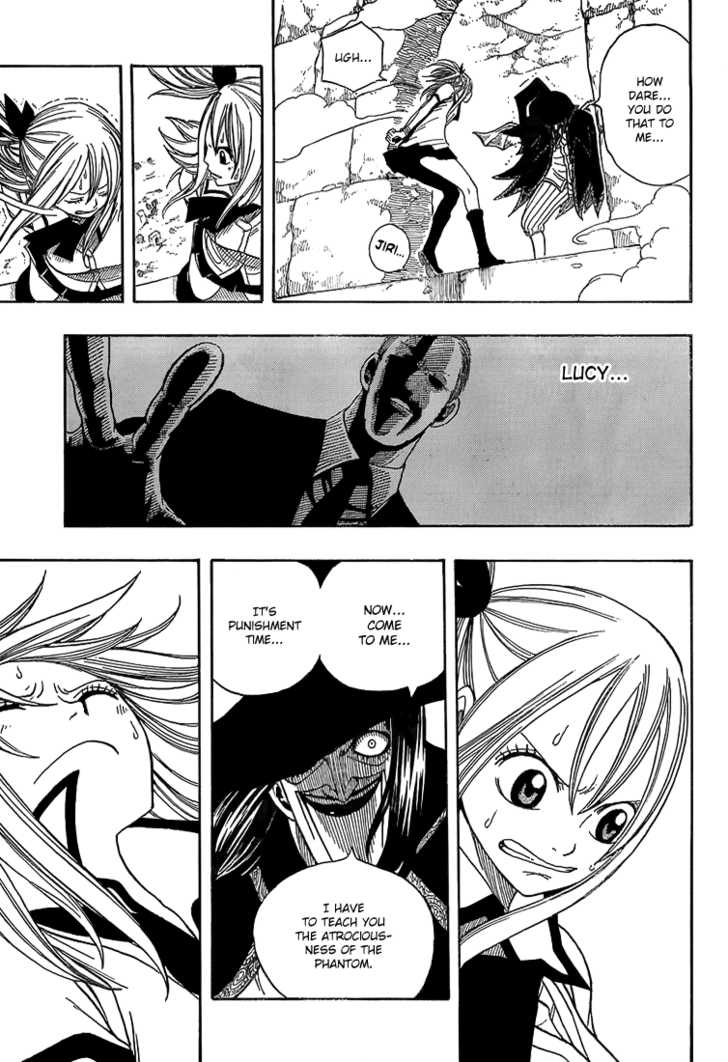 HOW
DARE...
YOU DO
THAT TO
ME...
UGH...
JIRI...
LUCY...
NOW...
COME
TO ME...
IT'S
PUNISHMENT
TIME...
I HAVE
TO TEACH YOU
THE ATROCIOUS-
NESS OF THE
PHANTOM.